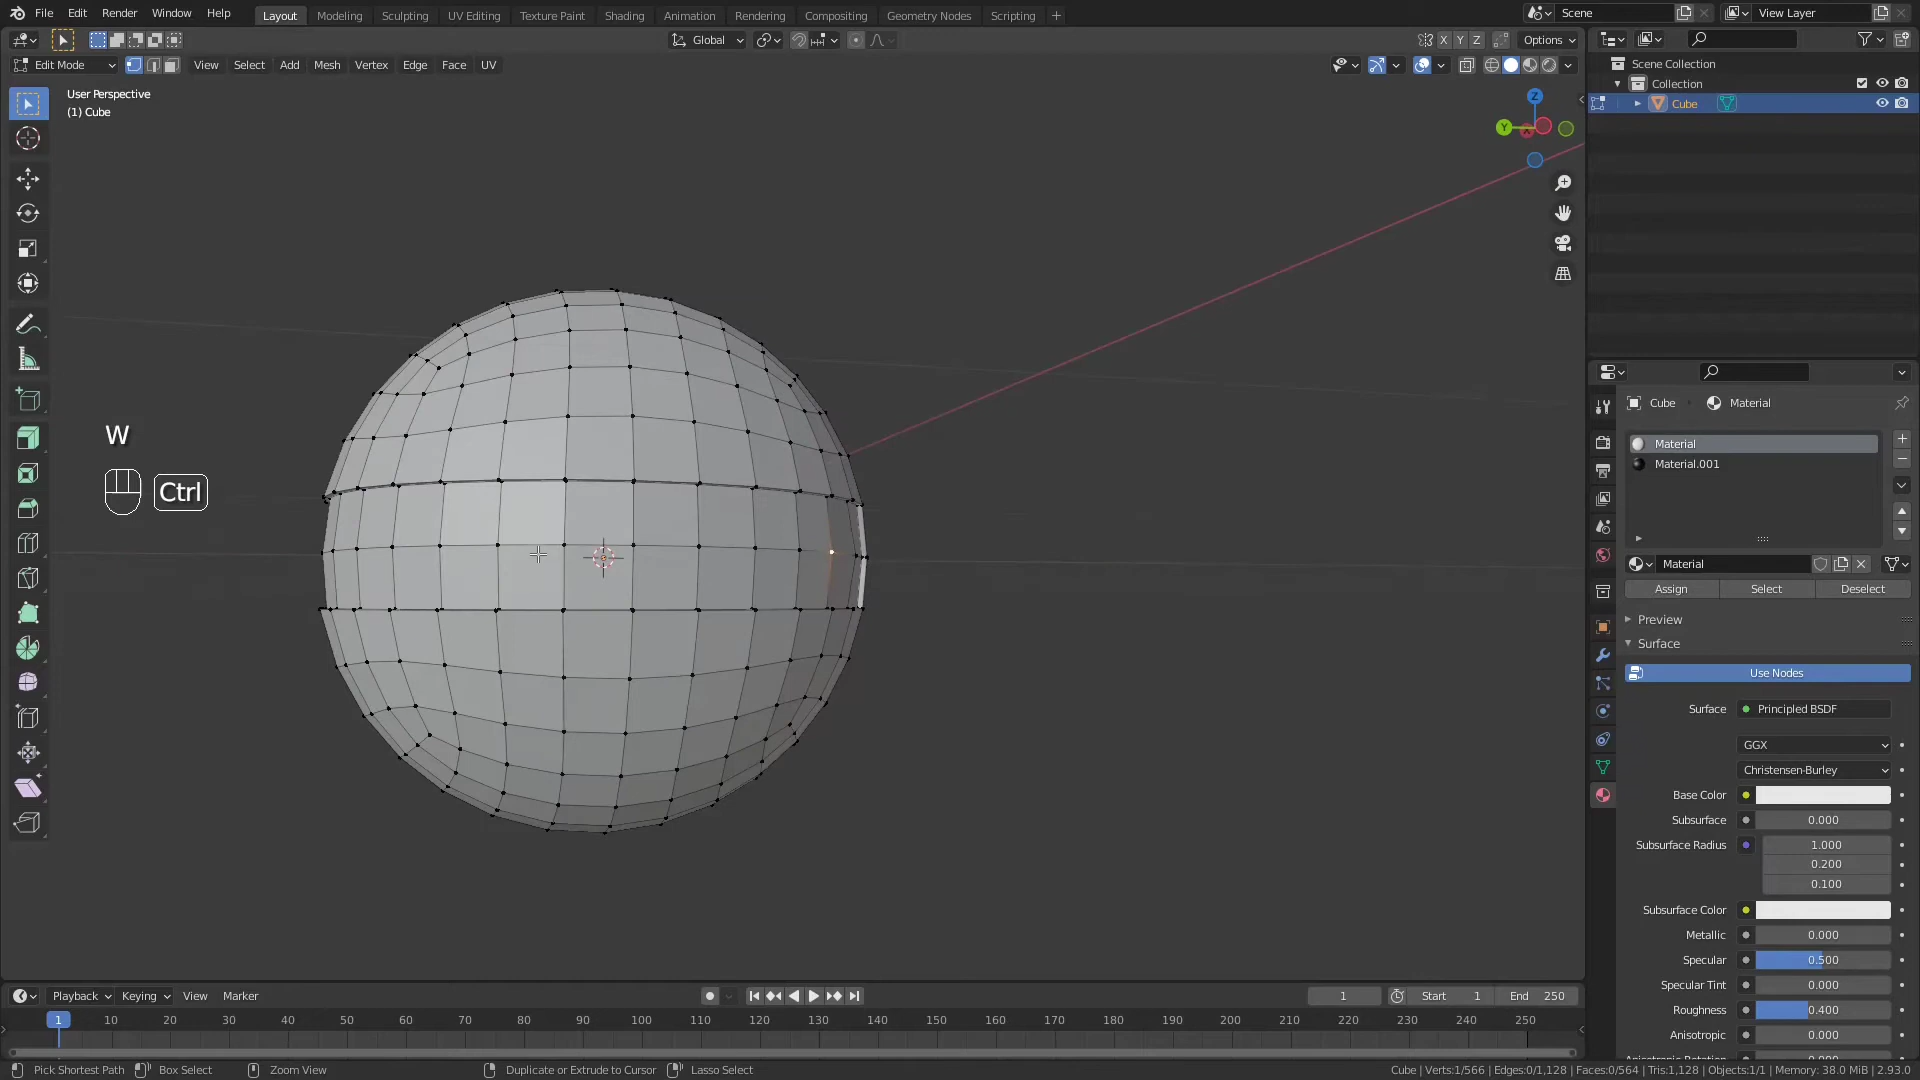 File Edit Render Window Help Layout Modeling Sculpting UV Editing Texture Paint Shading Animation Rendering Compositing Geometry Nodes Scripting + Scene View Layer
Global X Y Z Options
Edit Mode View Select Add Mesh Vertex Edge Face UV
Scene Collection
Collection
Cube
User Perspective
(1) Cube
Z
Y
X
W
Ctrl
Cube Material
Material
Material.001
Material
Assign Select Deselect
Preview
Surface
Use Nodes
Surface Principled BSDF
GGX
Christensen-Burley
Base Color
Subsurface 0.000
Subsurface Radius 1.000
0.200
0.100
Subsurface Color
Metallic 0.000
Specular 0.500
Specular Tint 0.000
Roughness 0.400
Anisotropic 0.000
Anisotropic Rotation 0.000
Playback Keying View Marker 1 Start 1 End 250
1 10 20 30 40 50 60 70 80 90 100 110 120 130 140 150 160 170 180 190 200 210 220 230 240 250
Pick Shortest Path Box Select Zoom View Duplicate or Extrude to Cursor Lasso Select Cube | Verts:1/566 | Edges:0/1,128 | Faces:0/564 | Tris:1,128 | Objects:1/1 | Memory: 38.0 MiB | 2.93.0